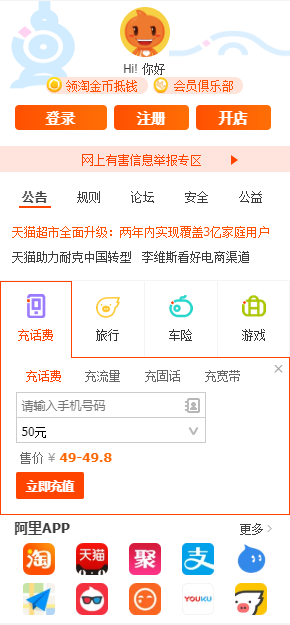 Hi! 你好
领淘金币抵钱 会员俱乐部
登录 注册 开店
网上有害信息举报专区
公告 规则 论坛 安全 公益
天猫超市全面升级：两年内实现覆盖3亿家庭用户
天猫助力耐克中国转型 李维斯看好电商渠道
充话费 旅行 车险 游戏
充话费 充流量 充固话 充宽带
请输入手机号码
50元
售价 ¥ 49-49.8
立即充值
阿里APP 更多
淘 天猫 聚 支
YOUKU